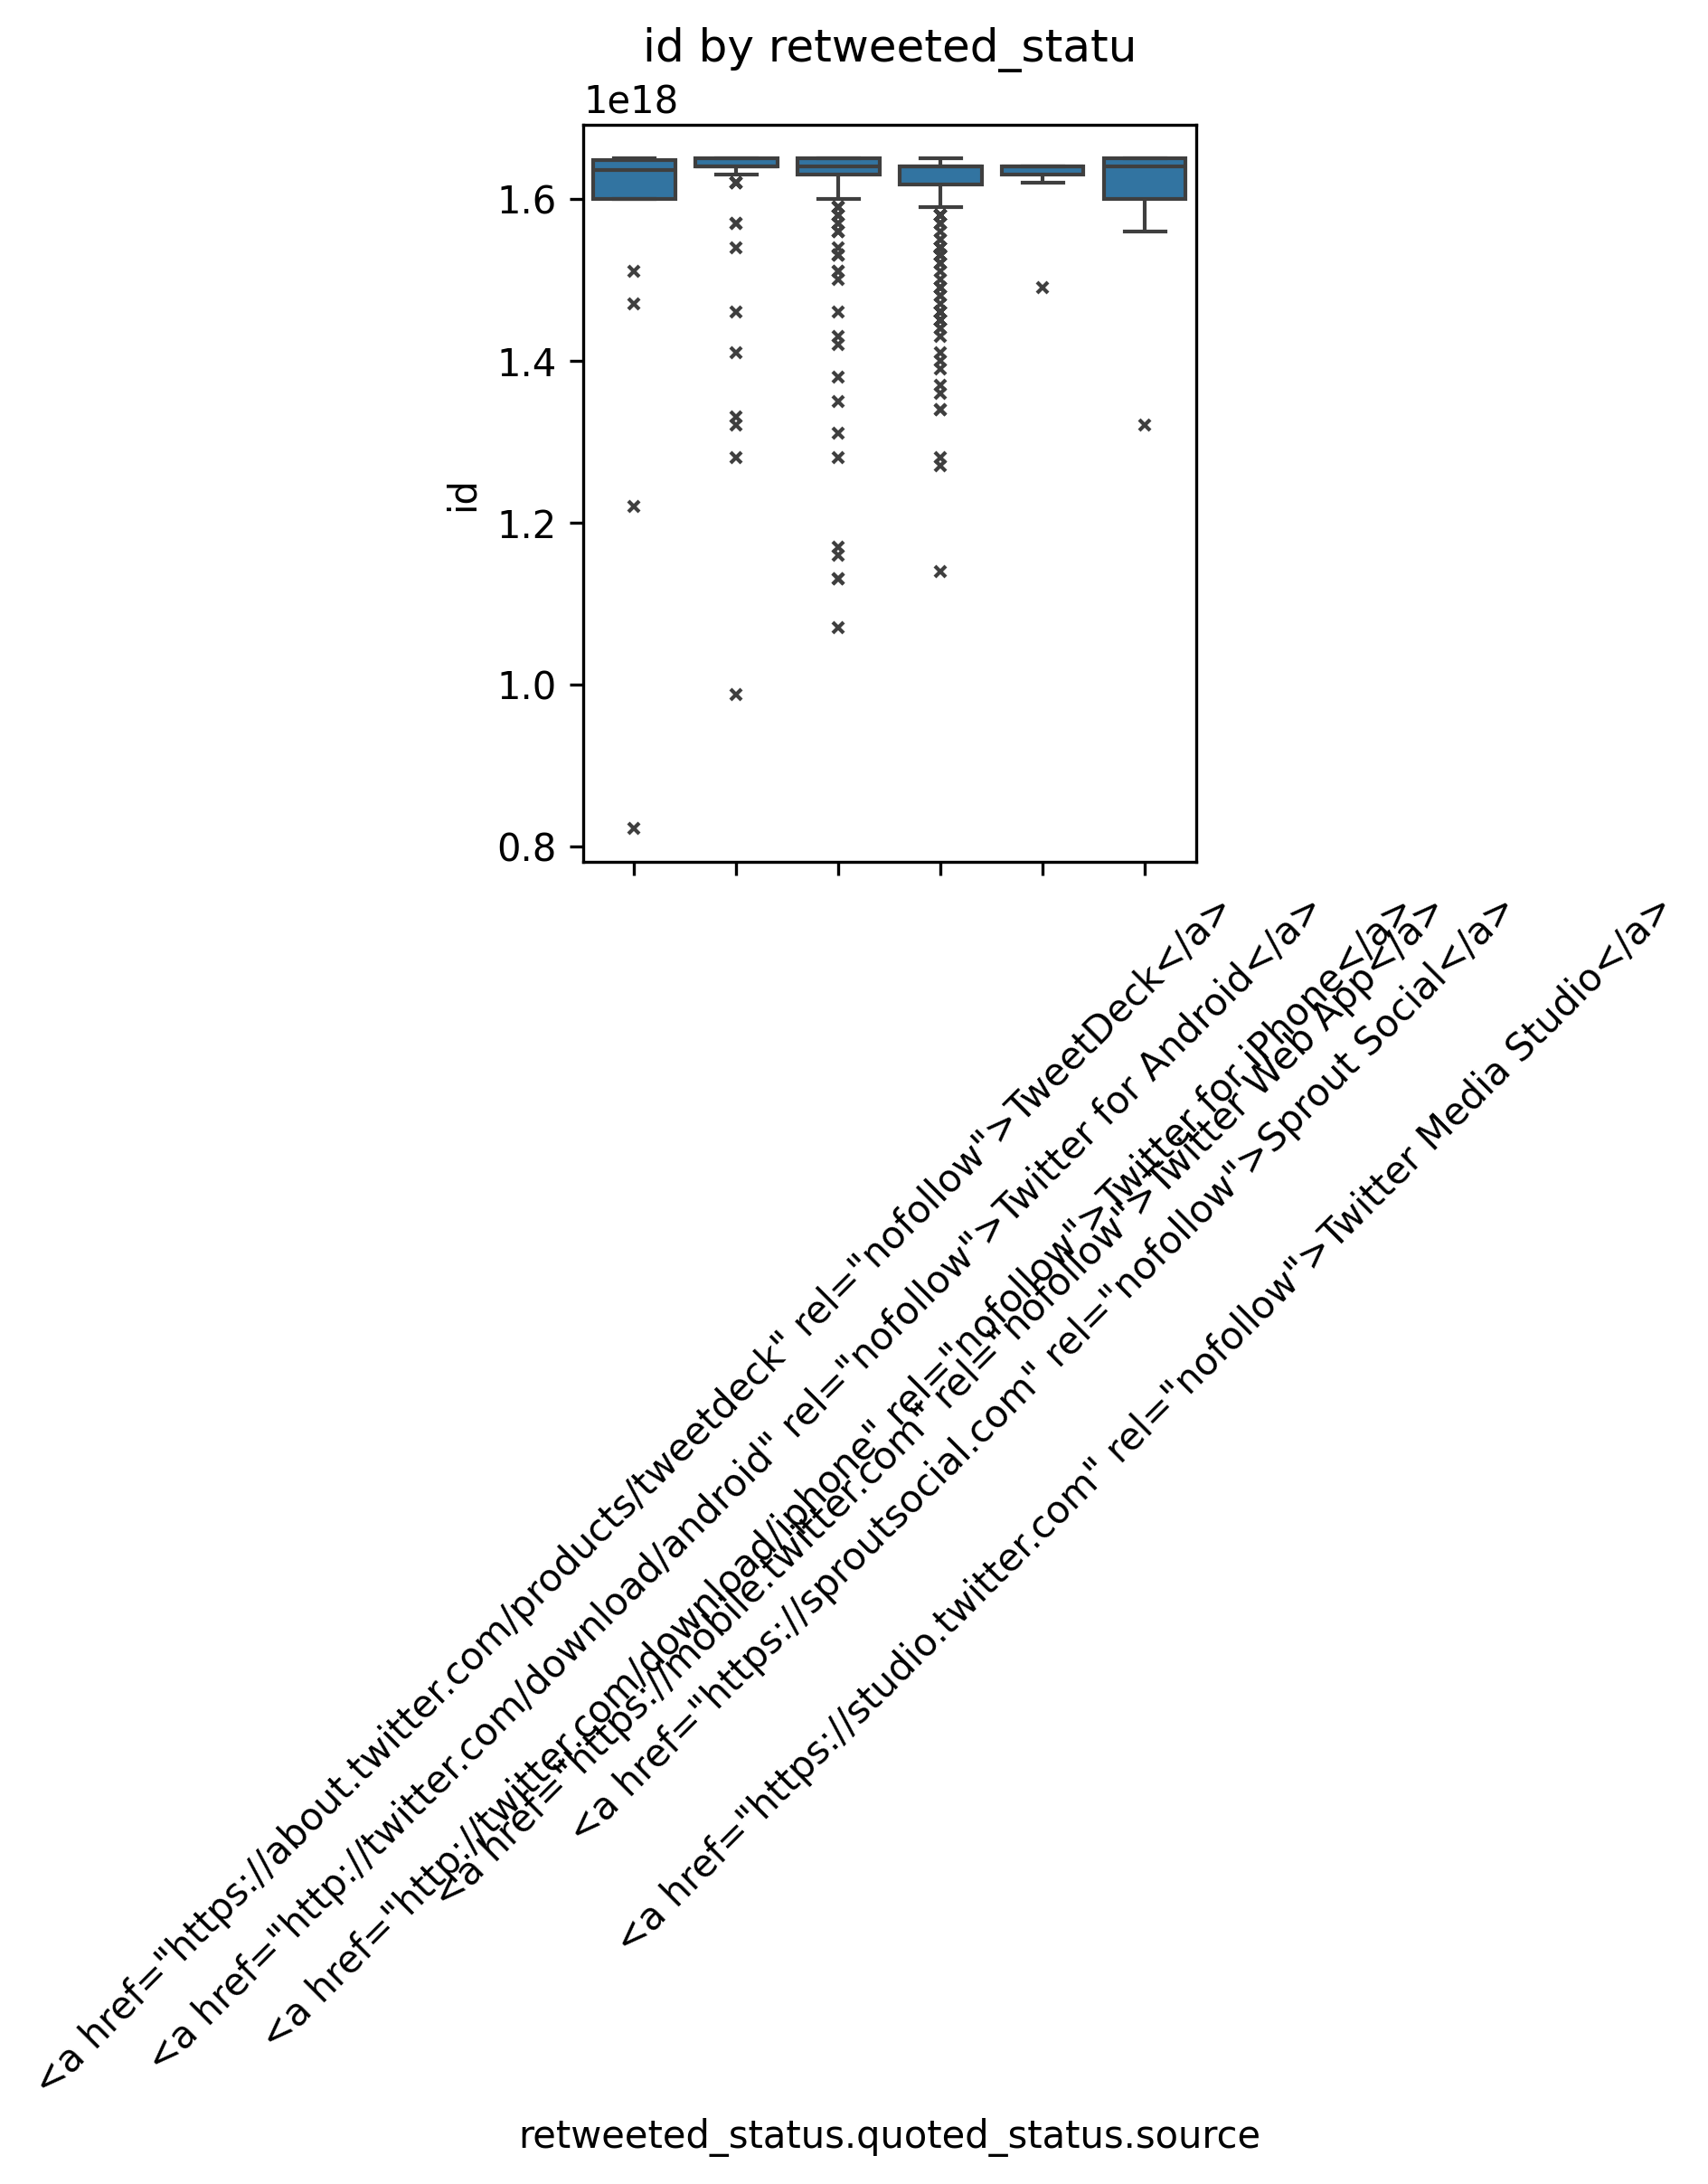 id by retweeted_statu
1e18
1.6
1.4
1.2
1.0
0.8
id
<a href="https://about.twitter.com/products/tweetdeck" rel="nofollow">TweetDeck</a>
<a href="http://twitter.com/download/android" rel="nofollow">Twitter for Android</a>
<a href="http://twitter.com/download/iphone" rel="nofollow">Twitter for iPhone</a>
<a href="https://mobile.twitter.com" rel="nofollow">Twitter Web App</a>
<a href="https://sproutsocial.com" rel="nofollow">Sprout Social</a>
<a href="https://studio.twitter.com" rel="nofollow">Twitter Media Studio</a>
retweeted_status.quoted_status.source